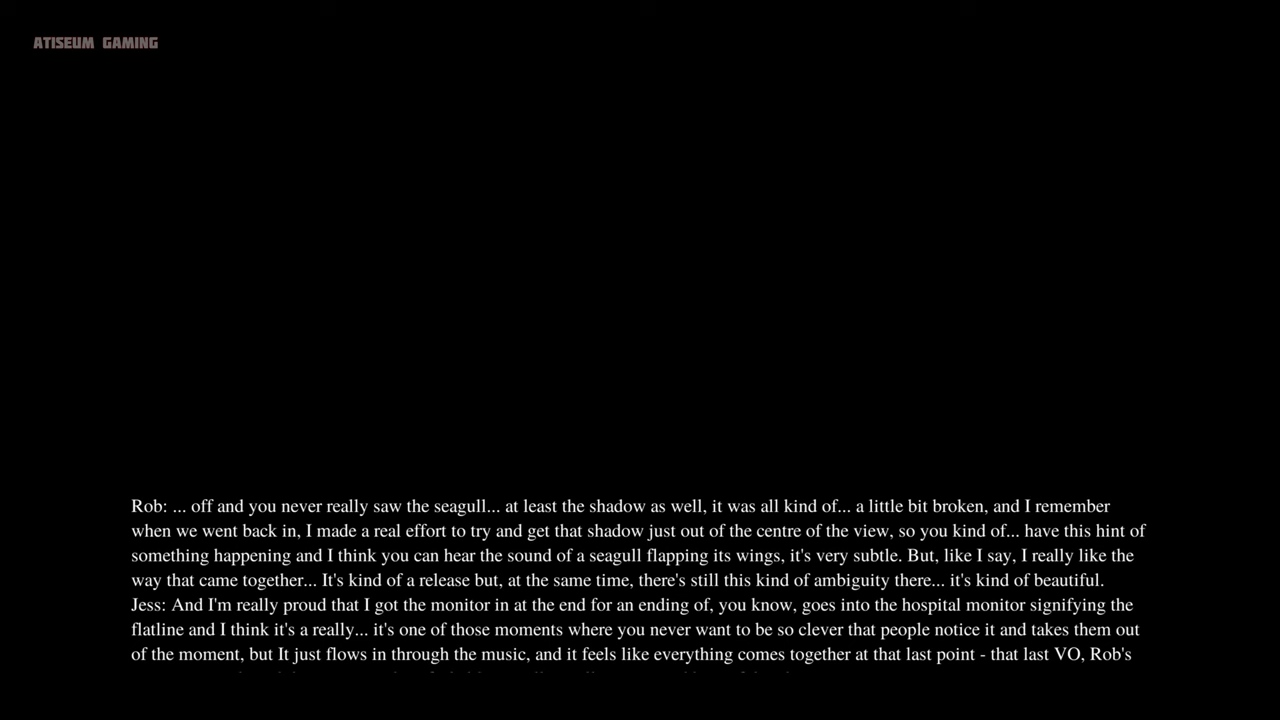 ATISEUM GAMING
Rob: ... off and you never really saw the seagull... at least the shadow as well, it was all kind of... a little bit broken, and I remember
when we went back in, I made a real effort to try and get that shadow just out of the centre of the view, so you kind of... have this hint of
something happening and I think you can hear the sound of a seagull flapping its wings, it's very subtle. But, like I say, I really like the
way that came together... It's kind of a release but, at the same time, there's still this kind of ambiguity there... it's kind of beautiful.
Jess: And I'm really proud that I got the monitor in at the end for an ending of, you know, goes into the hospital monitor signifying the
flatline and I think it's a really... it's one of those moments where you never want to be so clever that people notice it and takes them out
of the moment, but It just flows in through the music, and it feels like everything comes together at that last point - that last VO, Rob's